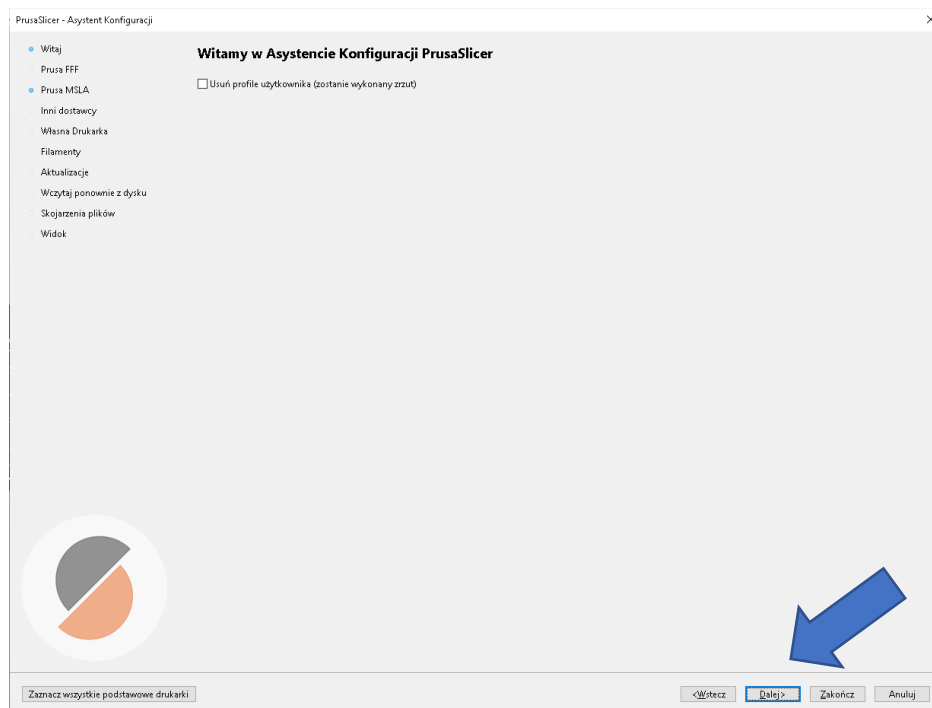 PrusaSlicer - Asystent Konfiguracji
Witaj
Prusa FFF
Prusa MSLA
Inni dostawcy
Własna Drukarka
Filamenty
Aktualizacje
Wczytaj ponownie z dysku
Skojarzenia plików
Widok
Witamy w Asystencie Konfiguracji PrusaSlicer
Usuń profile użytkownika (zostanie wykonany zrzut)
Zaznacz wszystkie podstawowe drukarki
<Wstecz
Dalej>
Zakończ
Anuluj